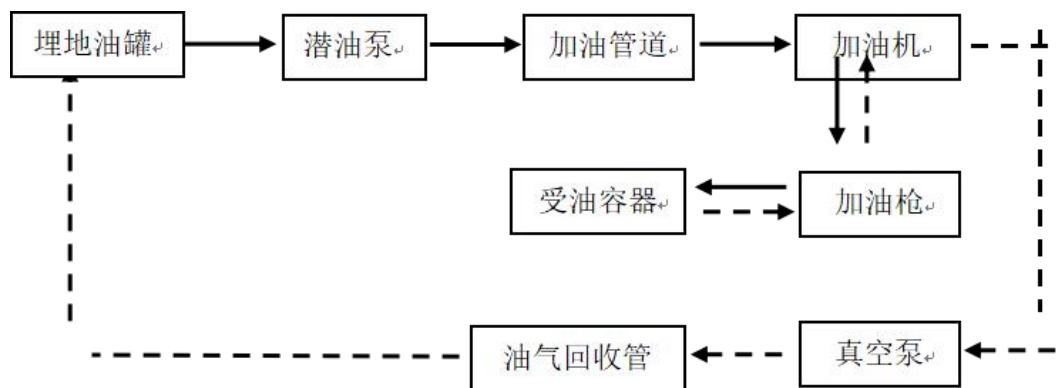 埋地油罐
潜油泵
加油管道
加油机
受油容器
加油枪
油气回收管
真空泵